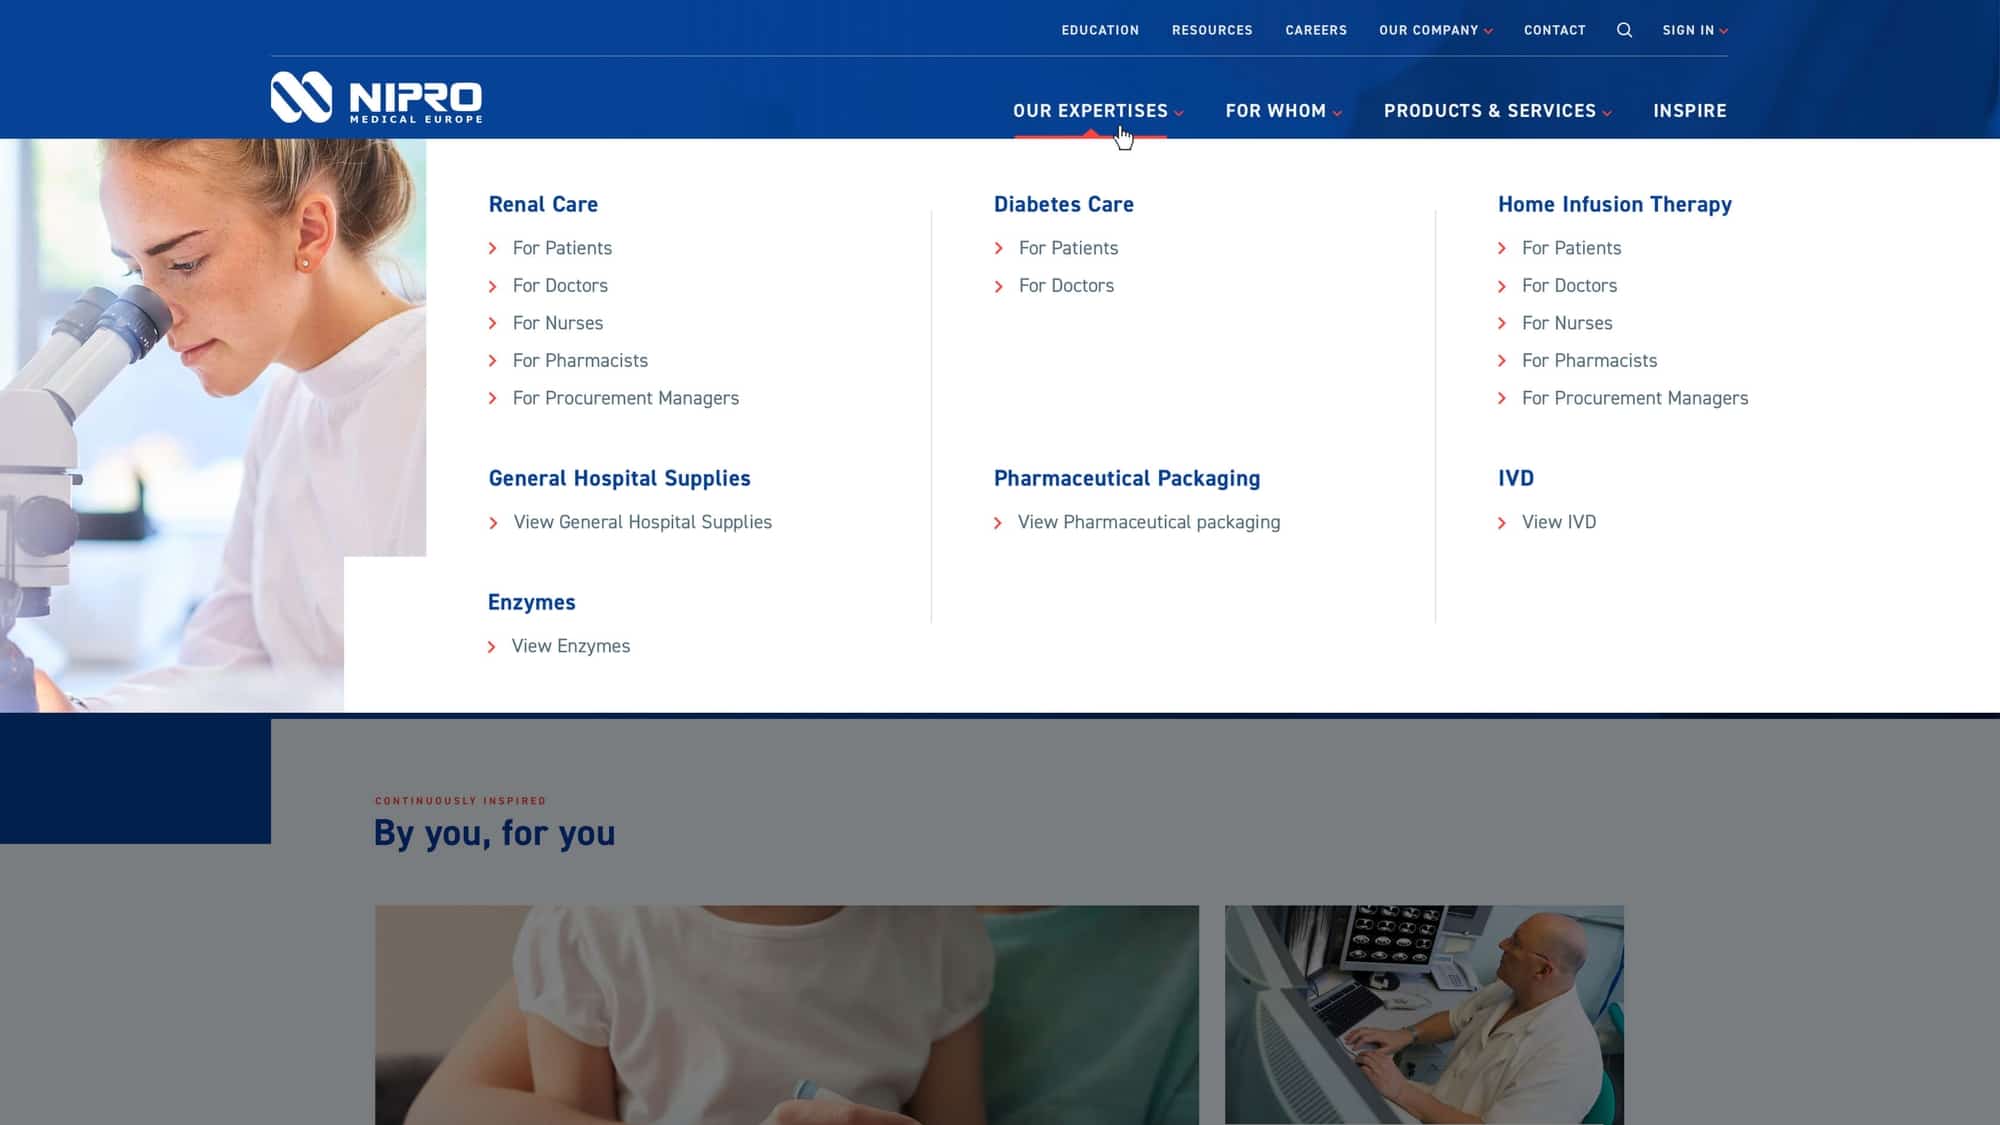 EDUCATION RESOURCES CAREERS OUR COMPANY CONTACT SIGN IN
NIPRO
MEDICAL EUROPE
OUR EXPERTISES FOR WHOM PRODUCTS & SERVICES INSPIRE
Renal Care
For Patients
For Doctors
For Nurses
For Pharmacists
For Procurement Managers
Diabetes Care
For Patients
For Doctors
Home Infusion Therapy
For Patients
For Doctors
For Nurses
For Pharmacists
For Procurement Managers
General Hospital Supplies
View General Hospital Supplies
Pharmaceutical Packaging
View Pharmaceutical packaging
IVD
View IVD
Enzymes
View Enzymes
CONTINUOUSLY INSPIRED
By you, for you